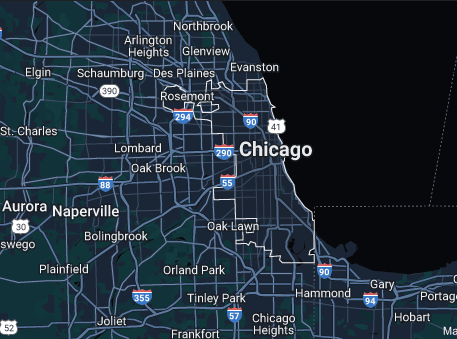 Northbrook
Arlington
Heights
Glenview
Elgin
Schaumburg
Des Plaines
Evanston
390
Rosemont
294
90
41
St. Charles
Lombard
290
Chicago
Oak Brook
88
55
Aurora
Naperville
30
Oak Lawn
swego
Bolingbrook
Plainfield
Orland Park
90
355
Tinley Park
Hammond
Gary
94
Portage
57
Joliet
Chicago
Heights
Hobart
52
Frankfort